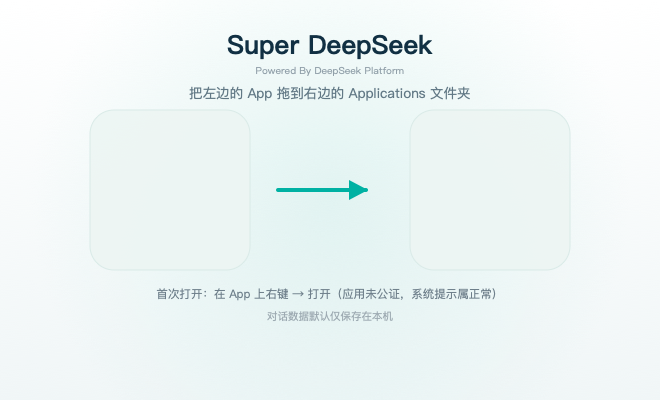 Super DeepSeek
Powered By DeepSeek Platform
把左边的 App 拖到右边的 Applications 文件夹
首次打开：在 App 上右键 → 打开（应用未公证，系统提示属正常）
对话数据默认仅保存在本机